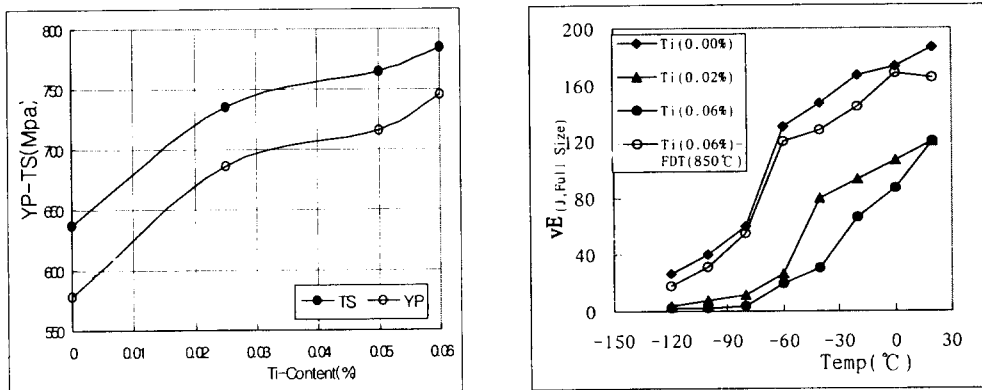 800
750
700
650
600
550
YP-TS(Mpa,)
0
0.01
0.02
0.03
0.04
0.05
0.06
Ti-Content(%)
TS
YP
200
160
120
80
40
0
vE(J,Full Size)
Ti(0.00%)
Ti(0.02%)
Ti(0.06%)
Ti(0.06%)-
FDT(850℃)
-150
-120
-90
-60
-30
0
30
Temp(℃)